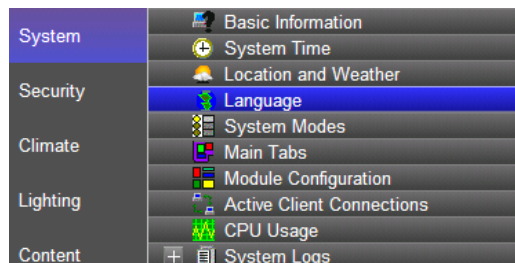 System
Security
Climate
Lighting
Content
Basic Information
System Time
Location and Weather
Language
System Modes
Main Tabs
Module Configuration
Active Client Connections
CPU Usage
System Logs